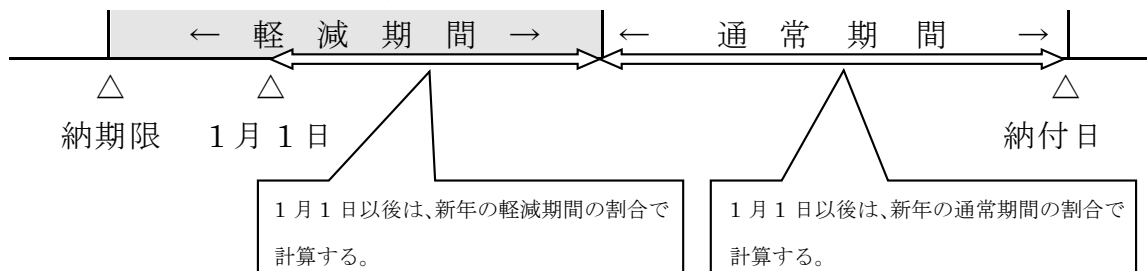 ← 軽減期間 → ← 通常期間 →
△ △ △
納期限 1月1日 納付日
1月1日以後は、新年の軽減期間の割合で
計算する。
1月1日以後は、新年の通常期間の割合で
計算する。